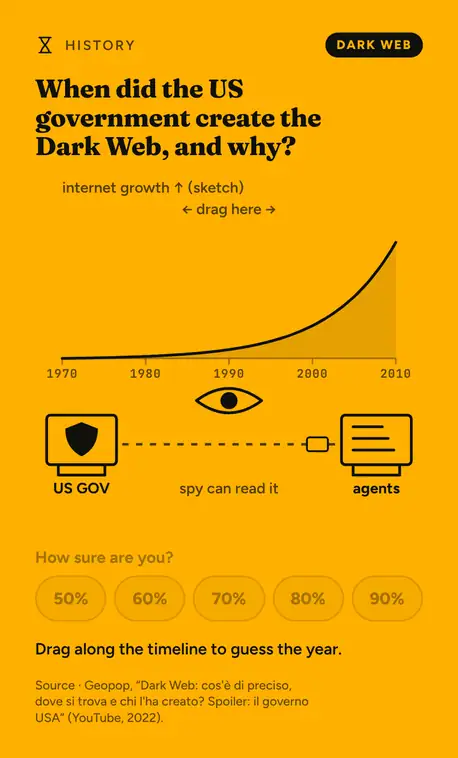 HISTORY
DARK WEB
When did the US
government create the
Dark Web, and why?
internet growth ↑ (sketch)
← drag here →
1970 1980 1990 2000 2010
US GOV
spy can read it
agents
How sure are you?
50% 60% 70% 80% 90%
Drag along the timeline to guess the year.
Source · Geopop, “Dark Web: cos'è di preciso,
dove si trova e chi l'ha creato? Spoiler: il governo
USA” (YouTube, 2022).